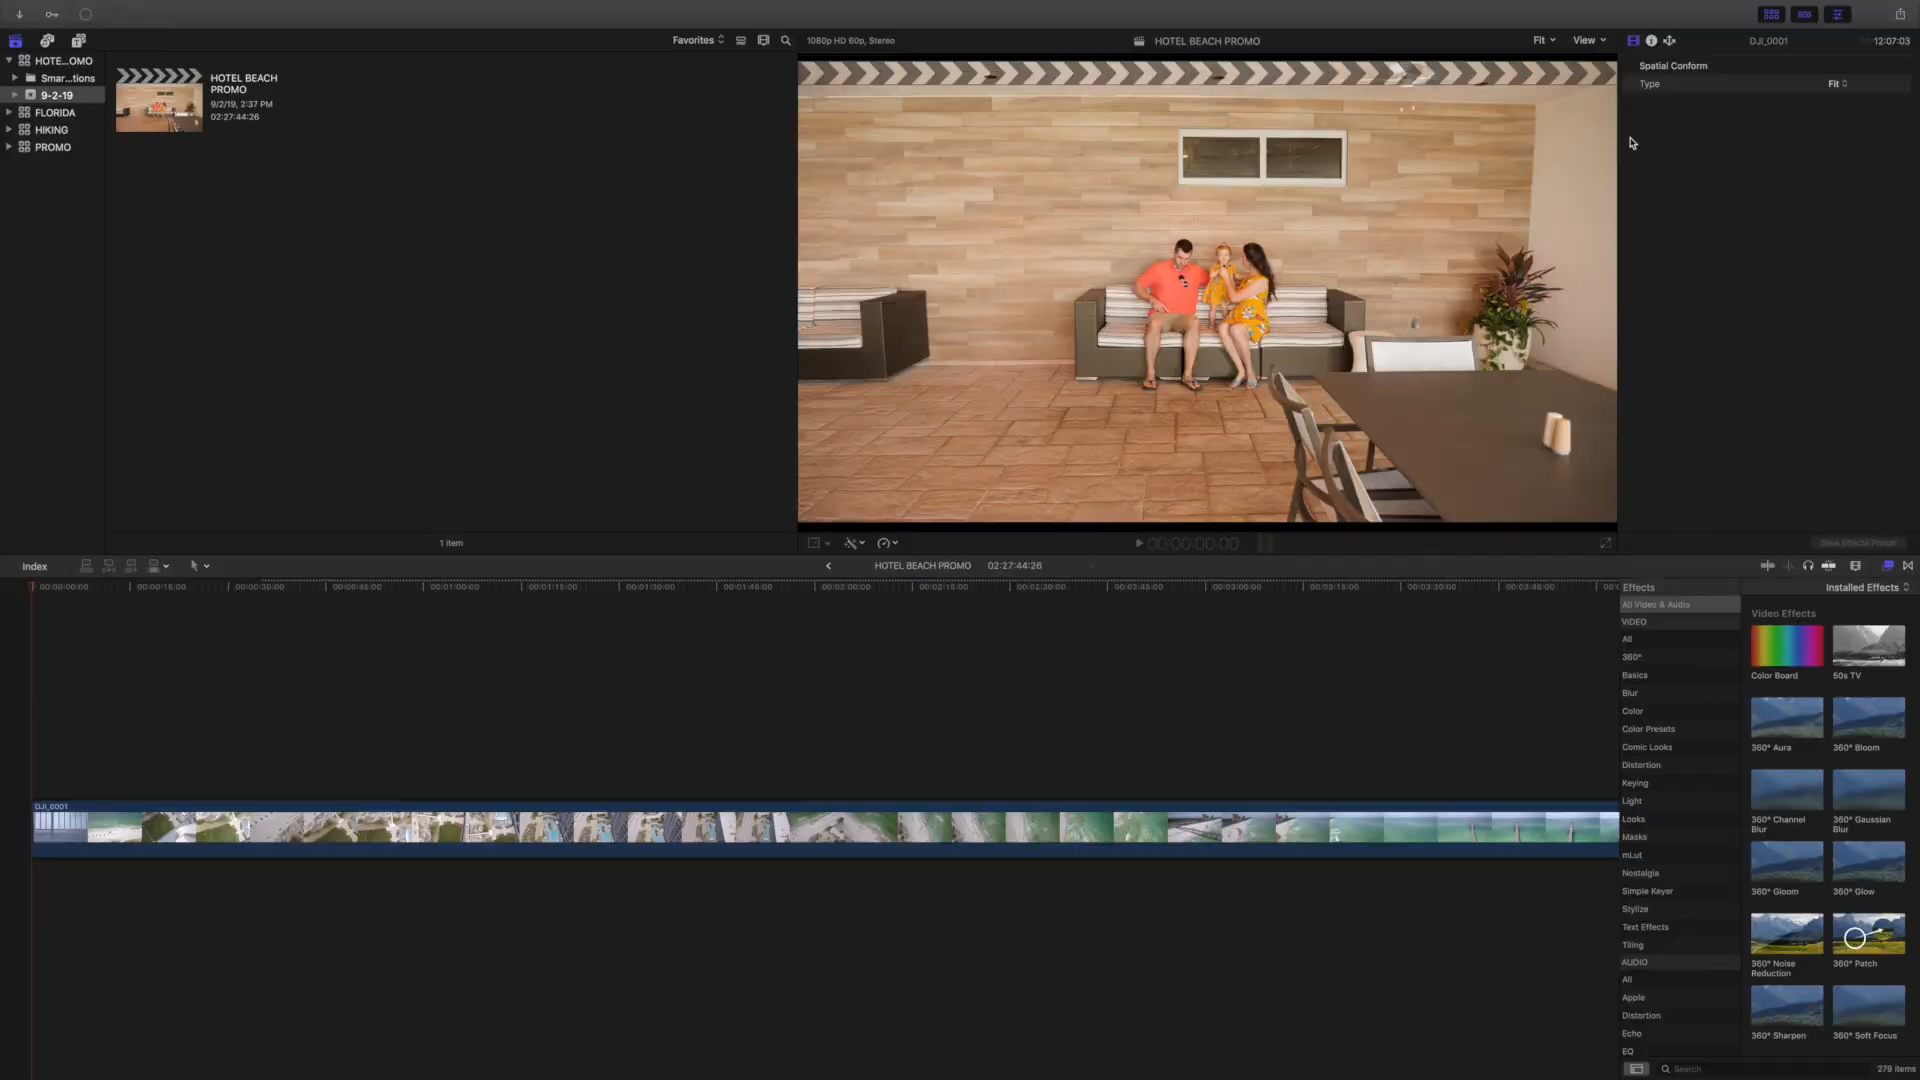 Favorites
1080p HD 60p, Stereo
HOTEL BEACH PROMO
Fit
View
DJI_0001
12:07:03
HOTE...OMO
Smar...tions
9-2-19
FLORIDA
HIKING
PROMO
HOTEL BEACH
PROMO
9/2/19, 2:37 PM
02:27:44:26
Spatial Conform
Type
Fit
1 item
00:00:00:00
Save Effects Preset
Index
HOTEL BEACH PROMO
02:27:44:26
00:00:00:00
00:00:15:00
00:00:30:00
00:00:45:00
00:01:00:00
00:01:15:00
00:01:30:00
00:01:45:00
00:02:00:00
00:02:15:00
00:02:30:00
00:02:45:00
00:03:00:00
00:03:15:00
00:03:30:00
00:03:45:00
DJI_0001
Effects
Installed Effects
All Video & Audio
VIDEO
All
360°
Basics
Blur
Color
Color Presets
Comic Looks
Distortion
Keying
Light
Looks
Masks
mLut
Nostalgia
Simple Keyer
Stylize
Text Effects
Tiling
AUDIO
All
Apple
Distortion
Echo
EQ
Video Effects
Color Board
50s TV
360° Aura
360° Bloom
360° Channel
Blur
360° Gaussian
Blur
360° Gloom
360° Glow
360° Noise
Reduction
360° Patch
360° Sharpen
360° Soft Focus
Search
279 items